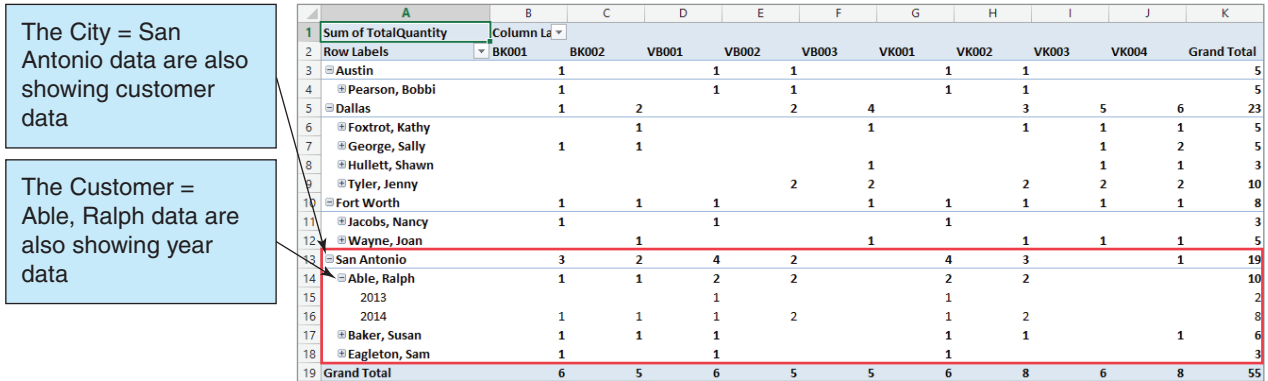 The City = San
Antonio data are also
showing customer
data
The Customer =
Able, Ralph data are
also showing year
data
A B C D E F G H I J K
1 Sum of TotalQuantity Column La
2 Row Labels BK001 BK002 VB001 VB002 VB003 VK001 VK002 VK003 VK004 Grand Total
3 Austin 1 1 1 1 1 5
4 Pearson, Bobbi 1 1 1 1 1 5
5 Dallas 1 2 2 4 3 5 6 23
6 Foxtrot, Kathy 1 1 1 1 1 5
7 George, Sally 1 1 1 2 5
8 Hullett, Shawn 1 1 1 3
9 Tyler, Jenny 2 2 2 2 2 10
10 Fort Worth 1 1 1 1 1 1 1 1 8
11 Jacobs, Nancy 1 1 1 3
12 Wayne, Joan 1 1 1 1 1 5
13 San Antonio 3 2 4 2 4 3 1 19
14 Able, Ralph 1 1 2 2 2 2 10
15 2013 1 1 2
16 2014 1 1 1 2 1 2 8
17 Baker, Susan 1 1 1 1 1 1 6
18 Eagleton, Sam 1 1 1 3
19 Grand Total 6 5 6 5 5 6 8 6 8 55